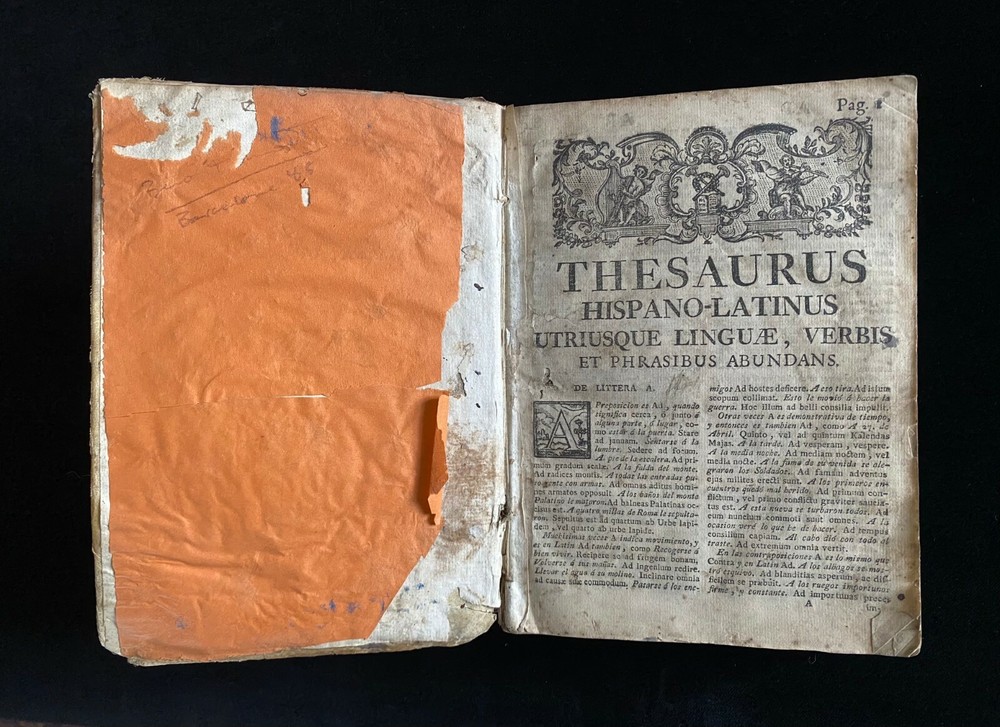 Barcelona
Pag. 1
THESAURUS
HISPANO-LATINUS
UTRIUSQUE LINGUÆ, VERBIS
ET PHRASIBUS ABUNDANS.
DE LITTERA A.
A Preposicion es Ad, quando
significa cerca, ó junto á
alguna parte, ó lugar, co-
mo estár á la puerta. Stare
ad januam. Sentarse á la
lumbre. Sedere ad focum.
A pie de la escalera. Ad pri-
mum gradum scalæ. A la falda del monte.
Ad radices montis. A todas las entradas pu-
so gente con armas. Ad omnes aditus homi-
nes armatos opposuit. A los baños del monte
Palatino le mataron. Ad balneas Palatinas oc-
cisus est. A quatro millas de Roma le sepulta-
ron. Sepultus est ad quartum ab Urbe lapi-
dem, vel quarto ab urbe lapide.
Muchisimas veces A indica movimiento, y
es en Latin Ad tambien, como Recogerse á
bien vivir. Recipere se ad frugem bonam.
Volverse á sus mañas. Ad ingenium redire.
Llevar el agua á su molino. Inclinare omnia
ad causæ suæ commodum. Pasarse á los ene-
migos Ad hostes deficere. A esto tira. Ad istum
scopum collimat. Esto le movió á hacer la
guerra. Hoc illum ad belli consilia impulit.
Otras veces A es demonstrativa de tiempo,
y entonces es tambien Ad, como A 27. de
Abril. Quinto, vel ad quintum Kalendas
Majas. A la tarde. Ad vesperam, vespere.
A la media noche. Ad mediam noctem, vel
media nocte. A la fama de su venida se ale-
graron los Soldados. Ad famam adventus
ejus milites erecti sunt. A los primeros en-
cuentros quedó mal herido. Ad primum con-
flictum, vel primo conflictu graviter saucia-
tus est. A esta nueva se turbaron todos. Ad
eum nuncium commoti sunt omnes. A la
ocasion veré lo que he de hacer. Ad tempus
consilium capiam. Al cabo dió con todo al
traste. Ad extremum omnia vertit.
En las contraposiciones A es lo mismo que
Contra y en Latin Ad. A los alhagos se mos-
tró esquivo. Ad blanditias asperum, ac dif-
ficilem se præbuit. A los ruegos importunos
firme, y constante. Ad importunas preces
A